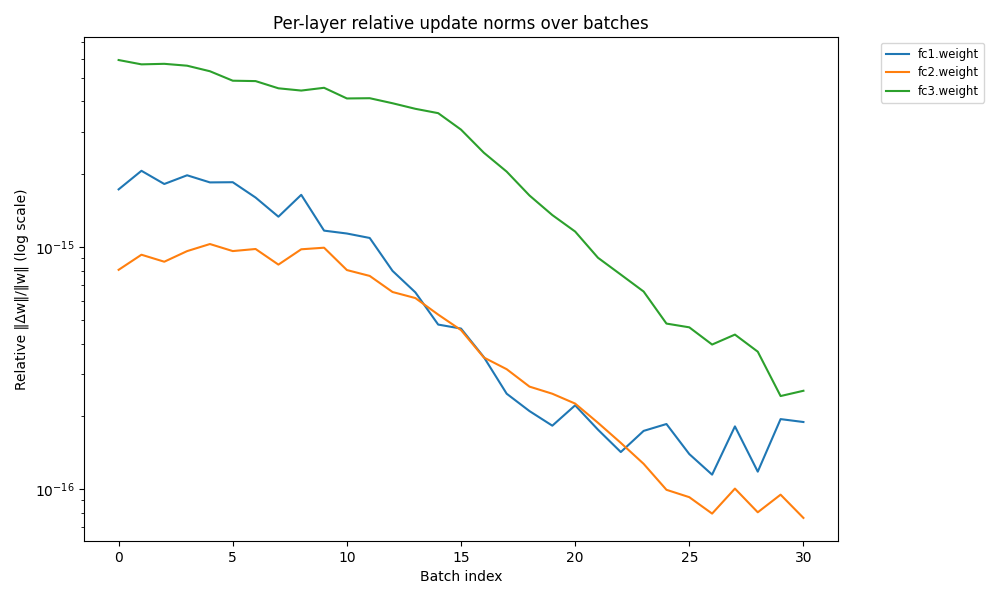 Per-layer relative update norms over batches
fc1.weight
fc2.weight
fc3.weight
Relative ‖Δw‖/‖w‖ (log scale)
10⁻¹⁵
10⁻¹⁶
0 5 10 15 20 25 30
Batch index